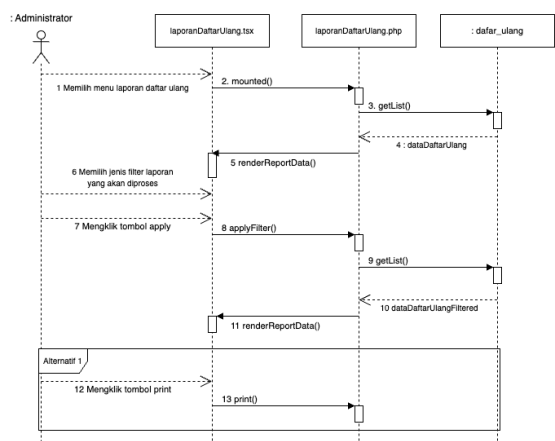 : Administrator
laporanDaftarUlang.tsx
laporanDaftarUlang.php
: dafar_ulang
1 Memilih menu laporan daftar ulang
2. mounted()
3. getList()
4 : dataDaftarUlang
5 renderReportData()
6 Memilih jenis filter laporan
yang akan diproses
7 Mengklik tombol apply
8 applyFilter()
9 getList()
10 dataDaftarUlangFiltered
11 renderReportData()
Alternatif 1
12 Mengklik tombol print
13 print()